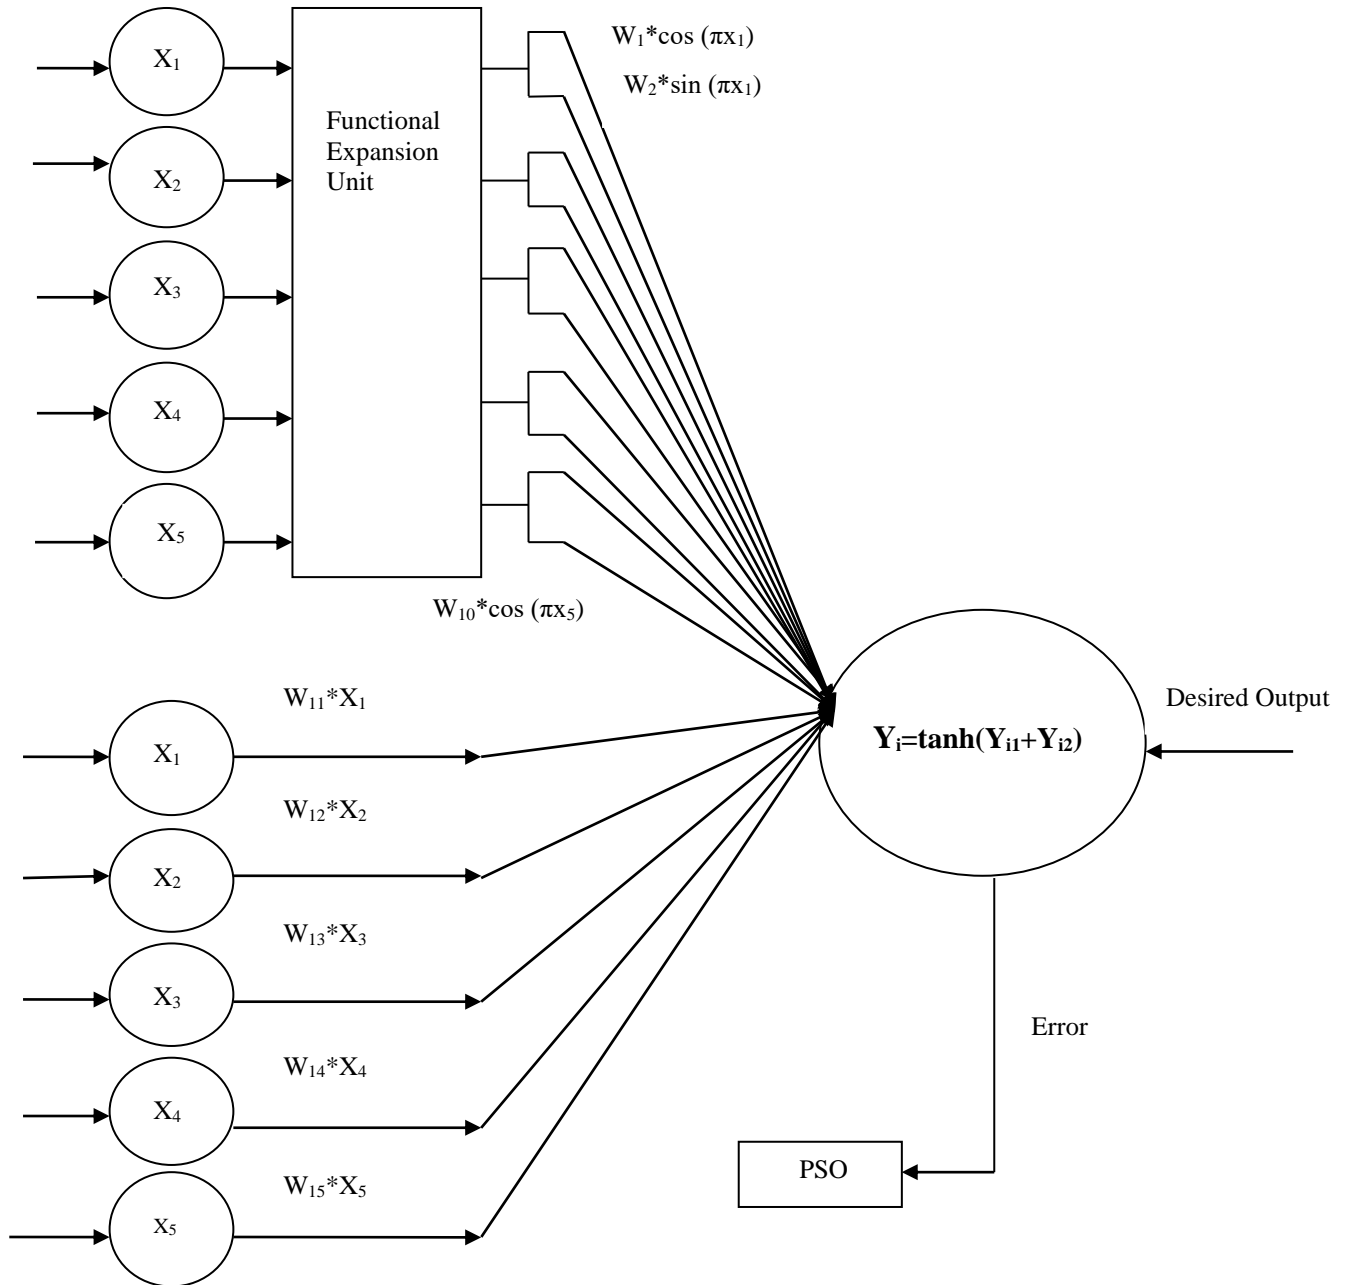 X₁
W₁*cos (πx₁)
W₂*sin (πx₁)
Functional
Expansion
Unit
X₂
X₃
X₄
X₅
W₁₀*cos (πx₅)
W₁₁*X₁
Desired Output
Yᵢ=tanh(Yᵢ₁+Yᵢ₂)
X₁
W₁₂*X₂
X₂
W₁₃*X₃
X₃
Error
W₁₄*X₄
X₄
PSO
W₁₅*X₅
X₅